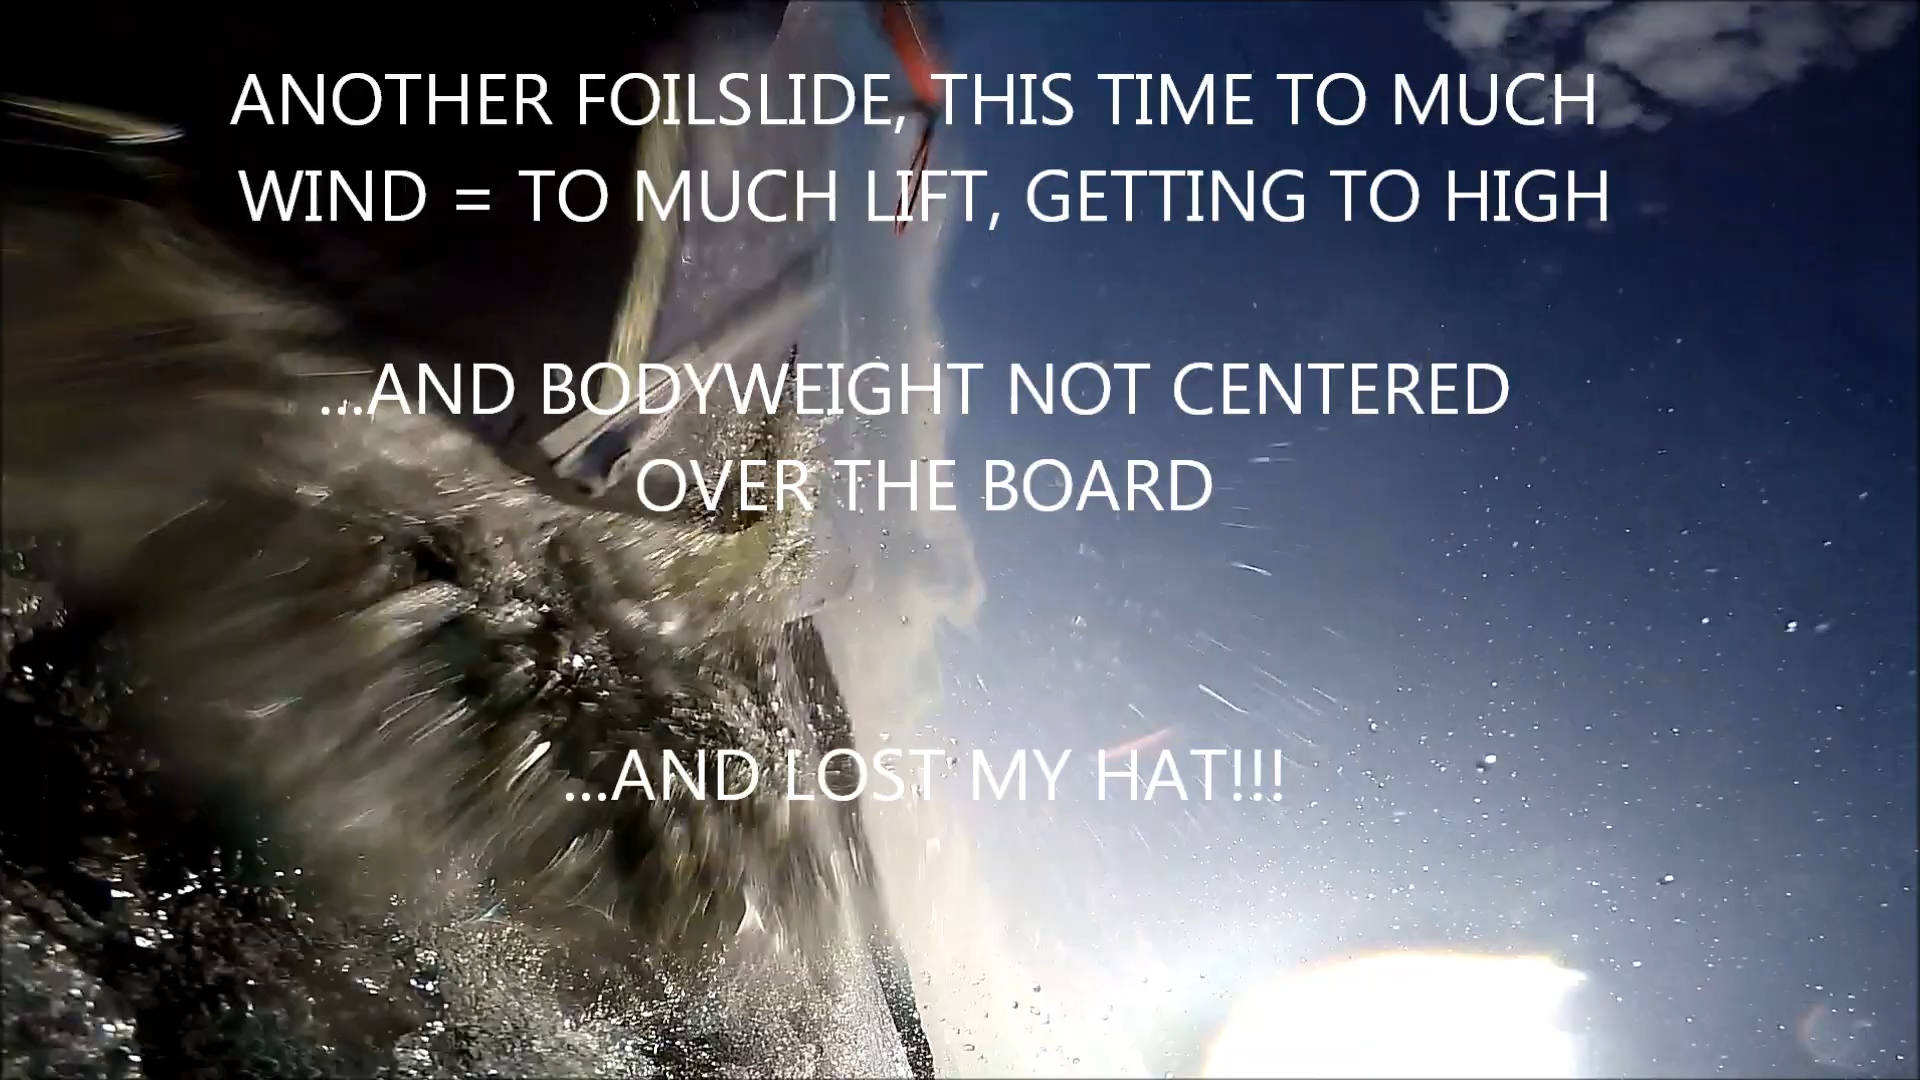 ANOTHER FOILSLIDE, THIS TIME TO MUCH
WIND = TO MUCH LIFT, GETTING TO HIGH
...AND BODYWEIGHT NOT CENTERED
OVER THE BOARD
...AND LOST MY HAT!!!